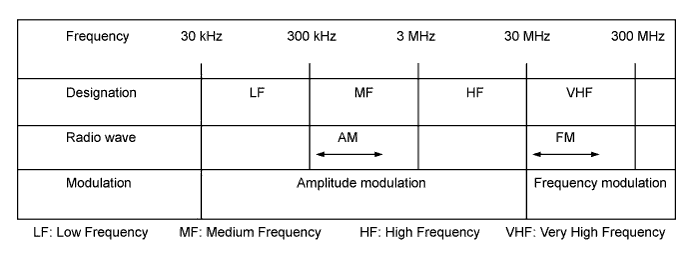 Frequency 30 kHz 300 kHz 3 MHz 30 MHz 300 MHz
Designation LF MF HF VHF
Radio wave AM FM
Modulation Amplitude modulation Frequency modulation
LF: Low Frequency MF: Medium Frequency HF: High Frequency VHF: Very High Frequency